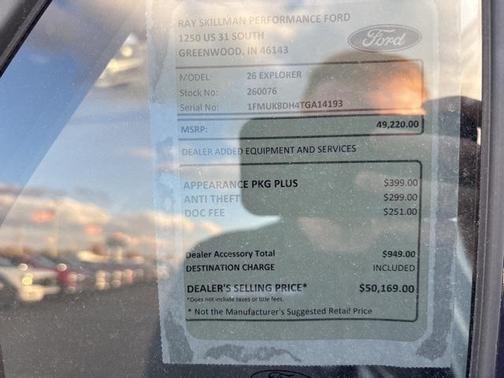 RAY SKILLMAN PERFORMANCE FORD
1250 US 31 SOUTH
GREENWOOD, IN 46143
Ford
MODEL: 26 EXPLORER
Stock No: 260076
Serial No: 1FMUK8DH4TGA14193
MSRP: 49,220.00
DEALER ADDED EQUIPMENT AND SERVICES
APPEARANCE PKG PLUS $399.00
ANTI THEFT $299.00
DOC FEE $251.00
Dealer Accessory Total $949.00
DESTINATION CHARGE INCLUDED
DEALER'S SELLING PRICE* $50,169.00
*Does not include taxes or title fees.
* Not the Manufacturer's Suggested Retail Price